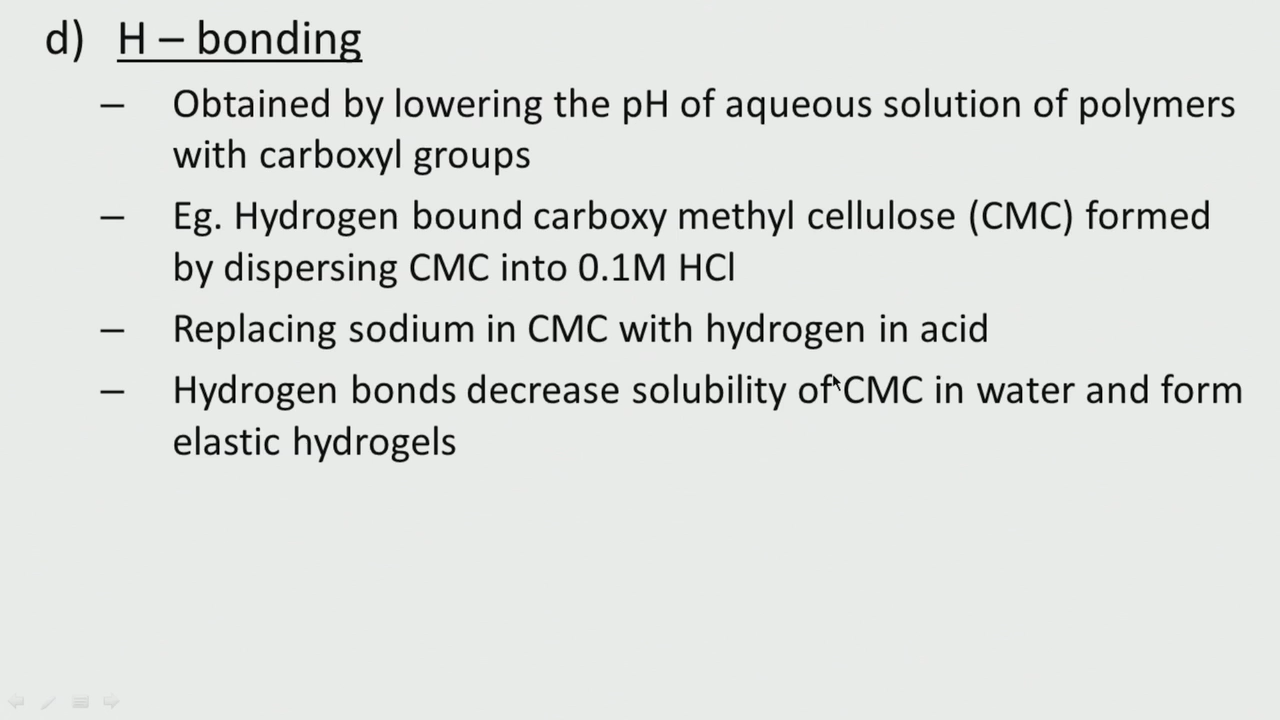 d) H – bonding
– Obtained by lowering the pH of aqueous solution of polymers
with carboxyl groups
– Eg. Hydrogen bound carboxy methyl cellulose (CMC) formed
by dispersing CMC into 0.1M HCl
– Replacing sodium in CMC with hydrogen in acid
– Hydrogen bonds decrease solubility of CMC in water and form
elastic hydrogels